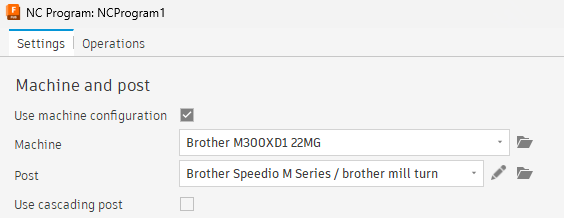 NC Program: NCProgram1
Settings Operations
Machine and post
Use machine configuration
Machine Brother M300XD1 22MG
Post Brother Speedio M Series / brother mill turn
Use cascading post